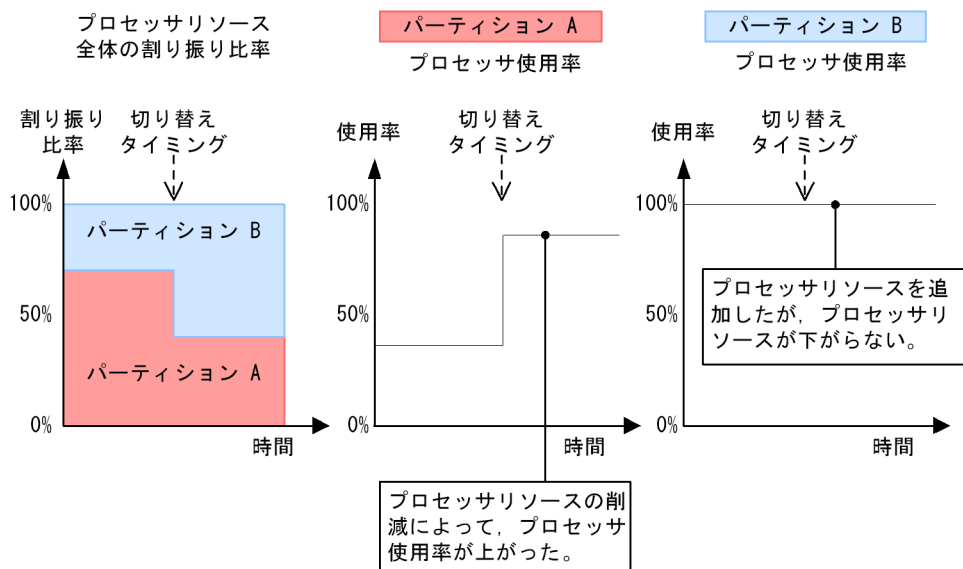 プロセッサリソース
全体の割り振り比率
割り振り
比率
切り替え
タイミング
100%
50%
0%
パーティション B
パーティション A
時間
パーティション A
プロセッサ使用率
使用率
切り替え
タイミング
100%
50%
0%
時間
プロセッサリソースの削
減によって，プロセッサ
使用率が上がった。
パーティション B
プロセッサ使用率
使用率
切り替え
タイミング
100%
50%
0%
プロセッサリソースを追
加したが，プロセッサリ
ソースが下がらない。
時間